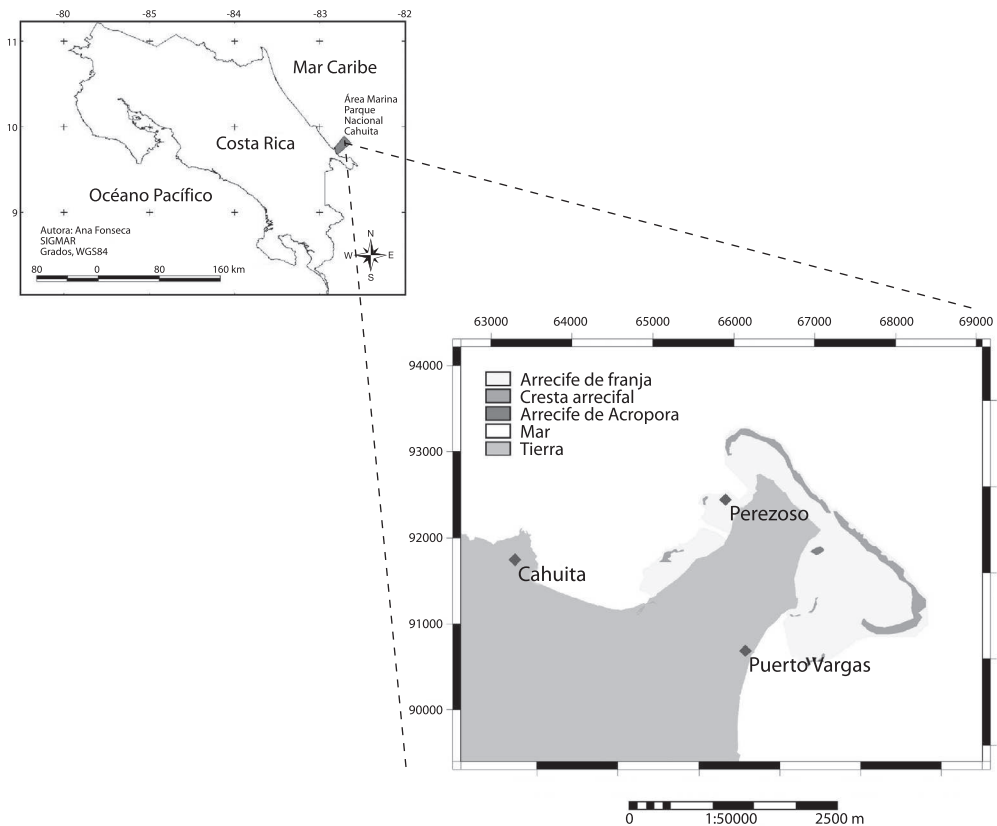 -80 -85 -84 -83 -82
11
Mar Caribe
Área Marina
Parque
Nacional
Cahuita
10
Costa Rica
Océano Pacífico
9
Autora: Ana Fonseca
SIGMAR
Grados, WGS84
N
W E
S
80 0 80 160 km
63000 64000 65000 66000 67000 68000 69000
94000
Arrecife de franja
Cresta arrecifal
Arrecife de Acropora
Mar
Tierra
93000
Perezoso
92000
Cahuita
91000
Puerto Vargas
90000
0 1:50000 2500 m